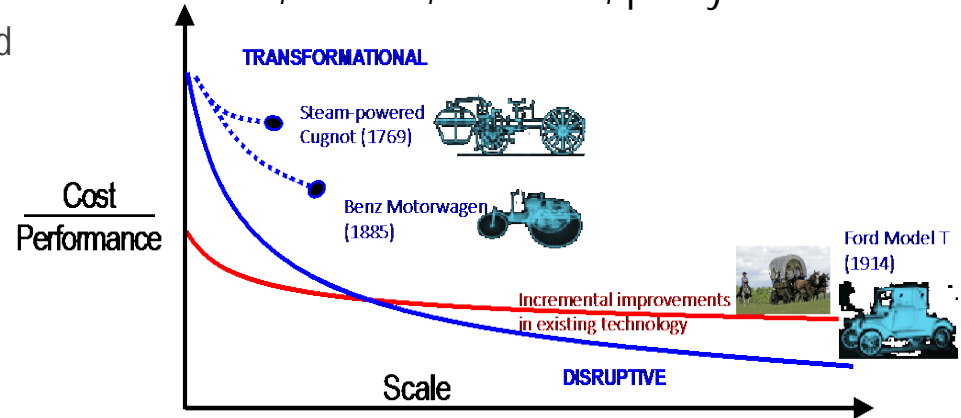 d
TRANSFORMATIONAL
Steam-powered
Cugnot (1769)
Benz Motorwagen
(1885)
Cost
Performance
Ford Model T
(1914)
Incremental improvements
in existing technology
DISRUPTIVE
Scale